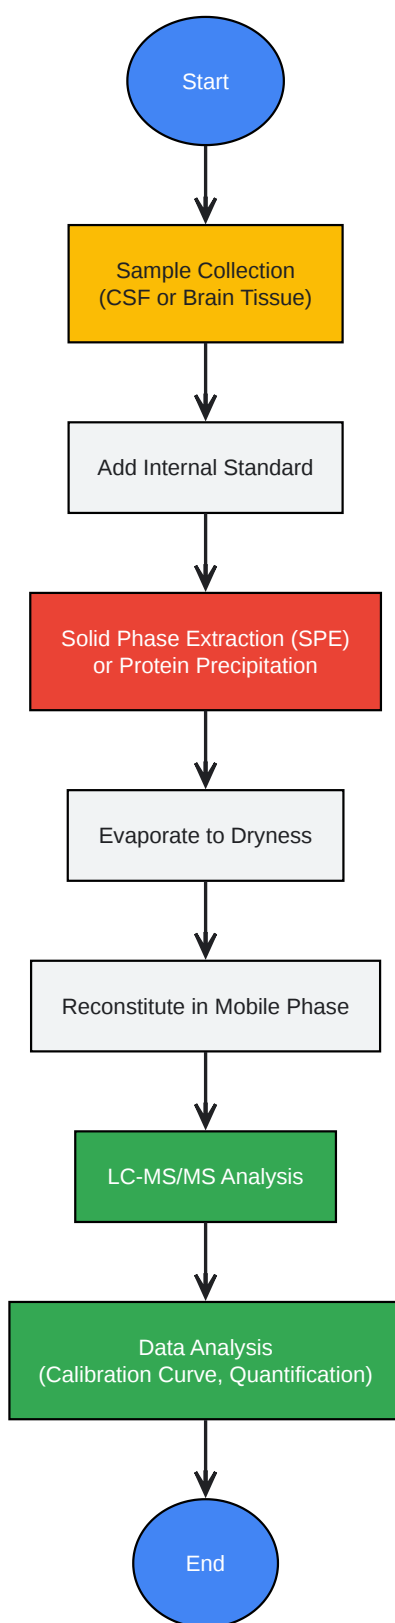 Start
Sample Collection
(CSF or Brain Tissue)
Add Internal Standard
Solid Phase Extraction (SPE)
or Protein Precipitation
Evaporate to Dryness
Reconstitute in Mobile Phase
LC-MS/MS Analysis
Data Analysis
(Calibration Curve, Quantification)
End